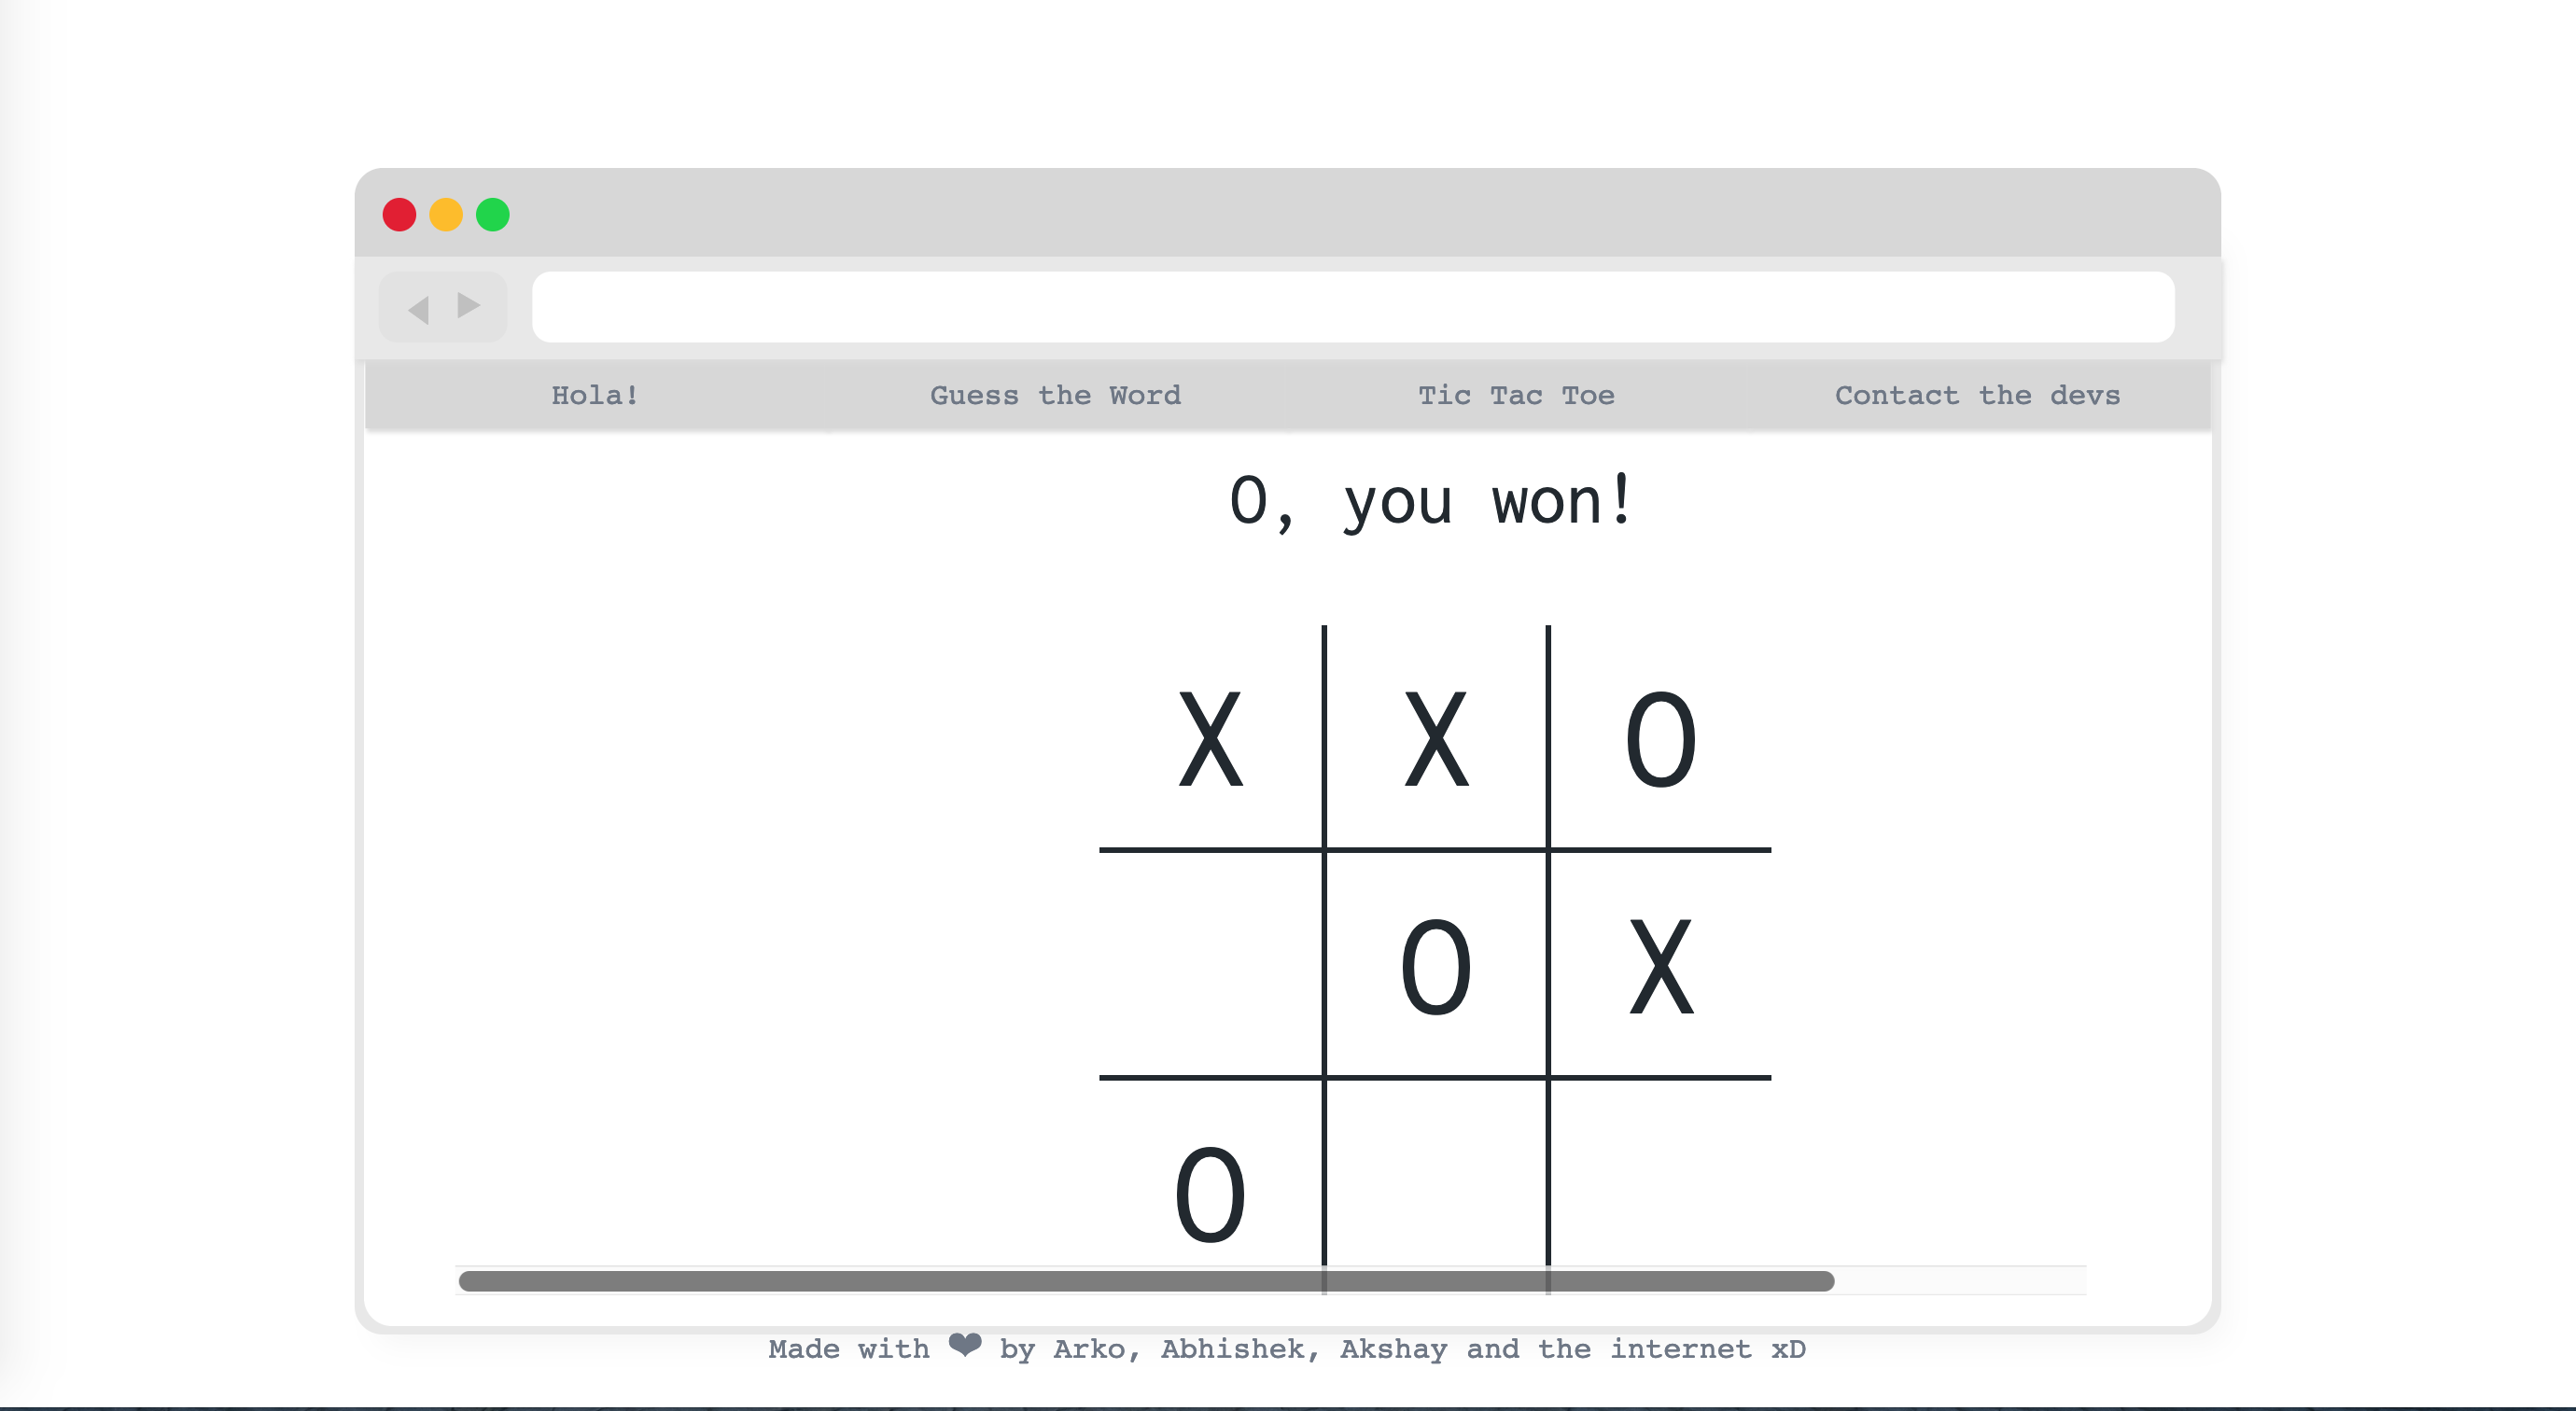 Hola! Guess the Word Tic Tac Toe Contact the devs
O, you won!
X X O
O X
O
Made with ❤ by Arko, Abhishek, Akshay and the internet xD